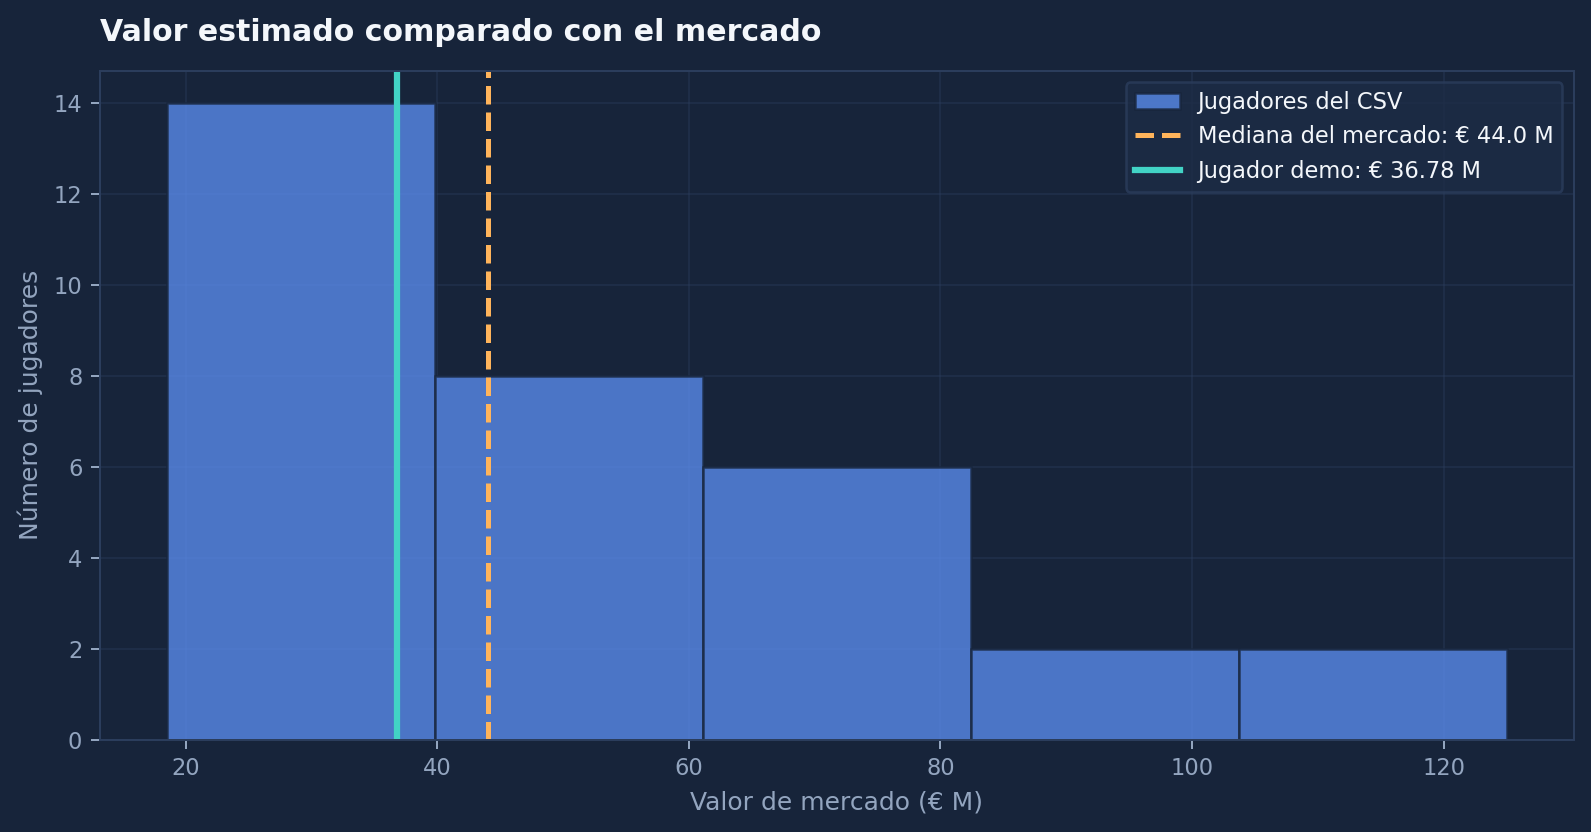 Valor estimado comparado con el mercado
Jugadores del CSV
Mediana del mercado: € 44.0 M
Jugador demo: € 36.78 M
Número de jugadores
14
12
10
8
6
4
2
0
20 40 60 80 100 120
Valor de mercado (€ M)